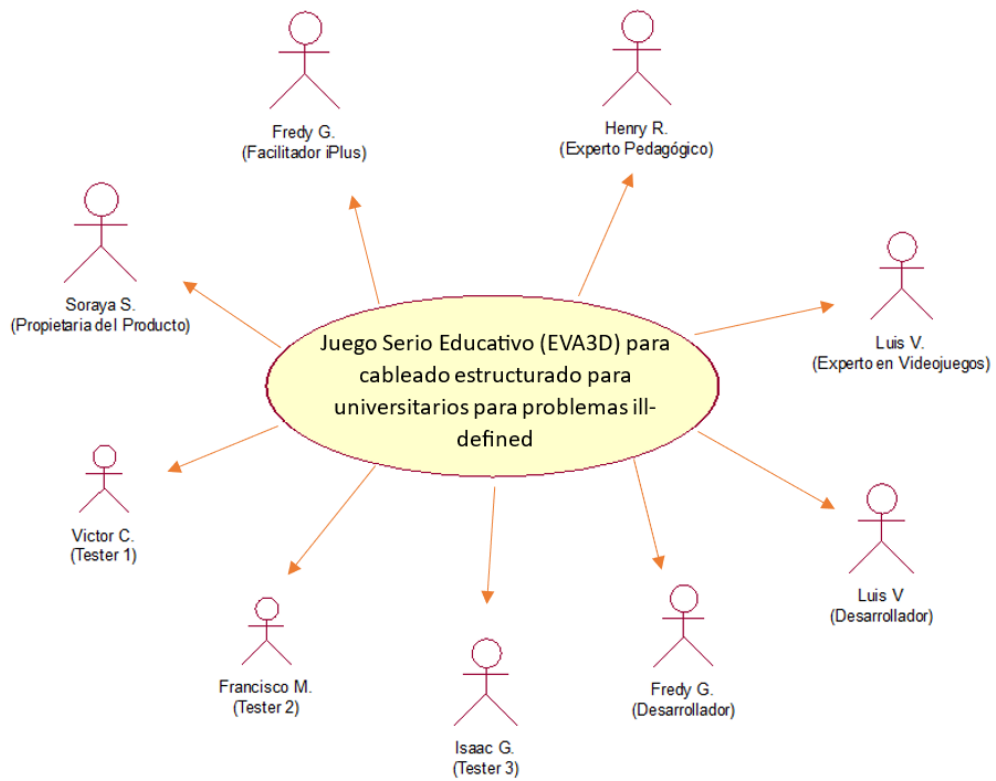 Fredy G.
(Facilitador iPlus)
Henry R.
(Experto Pedagógico)
Soraya S.
(Propietaria del Producto)
Luis V.
(Experto en Videojuegos)
Juego Serio Educativo (EVA3D) para
cableado estructurado para
universitarios para problemas ill-
defined
Victor C.
(Tester 1)
Luis V
(Desarrollador)
Francisco M.
(Tester 2)
Fredy G.
(Desarrollador)
Isaac G.
(Tester 3)